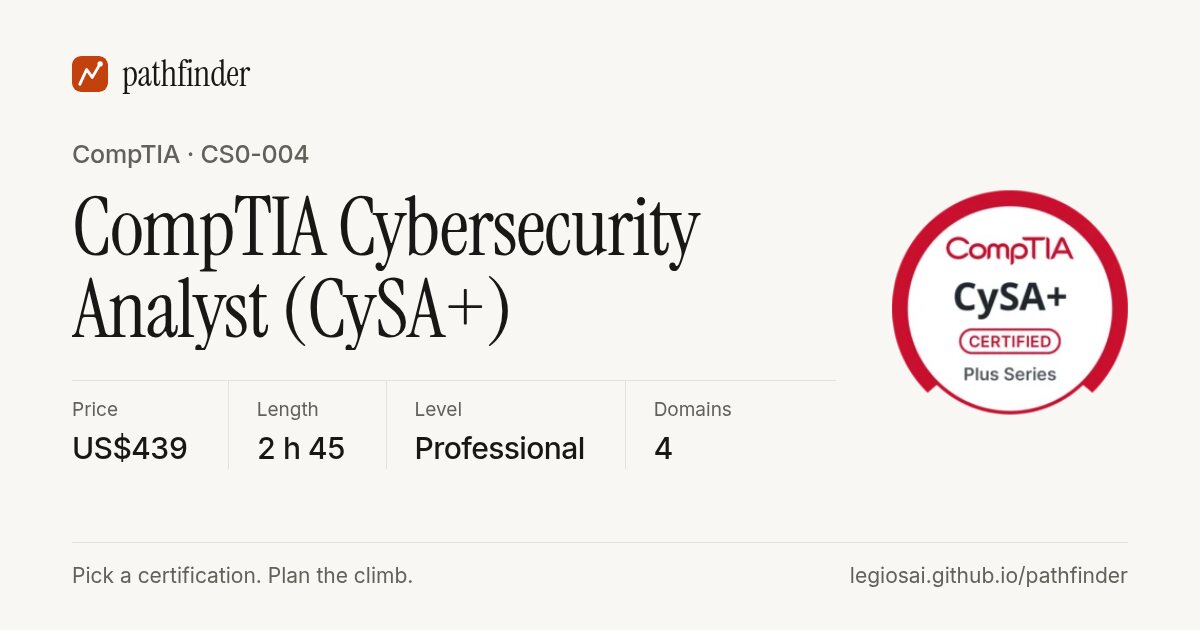 pathfinder
CompTIA · CS0-004
CompTIA Cybersecurity
Analyst (CySA+)
CompTIA
CySA+
CERTIFIED
Plus Series
Price
US$439
Length
2 h 45
Level
Professional
Domains
4
Pick a certification. Plan the climb.
legiosai.github.io/pathfinder